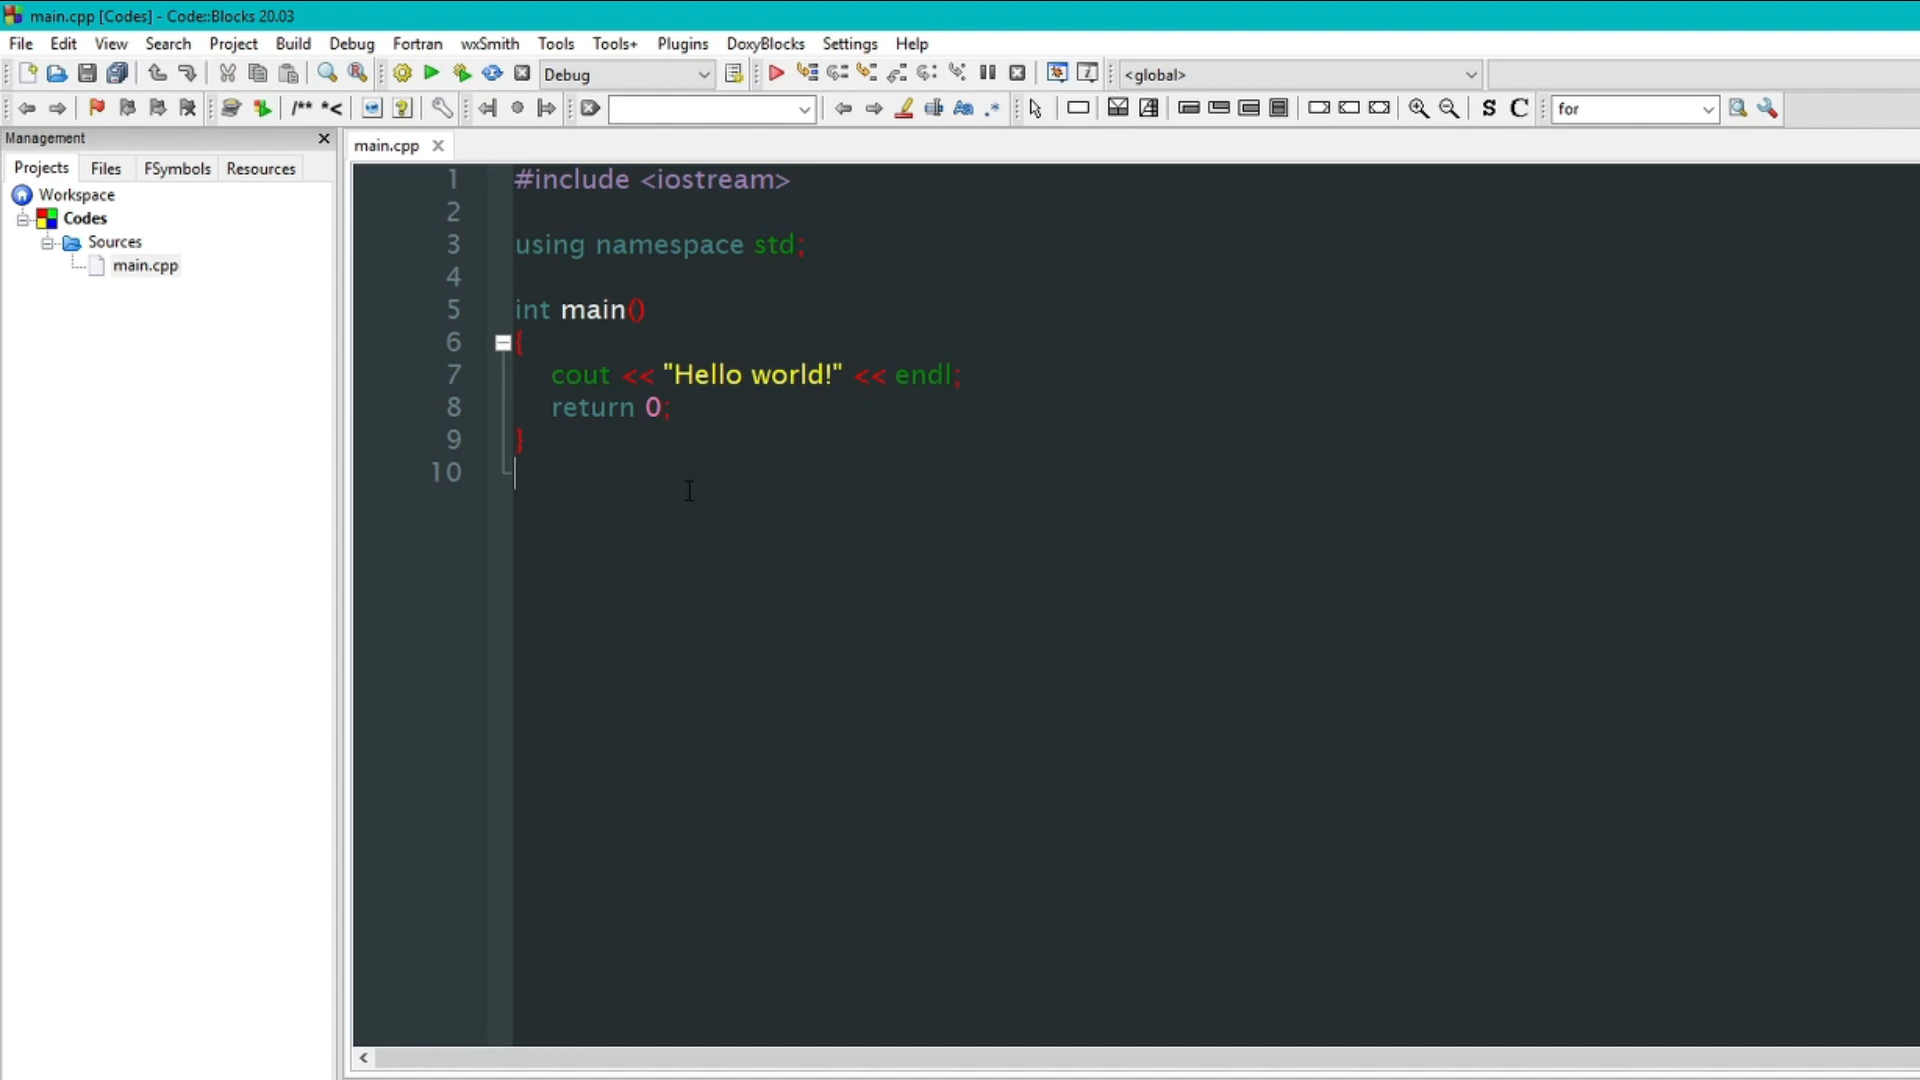 main.cpp [Codes] - Code::Blocks 20.03
File Edit View Search Project Build Debug Fortran wxSmith Tools Tools+ Plugins DoxyBlocks Settings Help
Debug <global>
/** *< S C for
Management
Projects Files FSymbols Resources
Workspace
Codes
Sources
main.cpp
main.cpp
1 #include <iostream>
2
3 using namespace std;
4
5 int main()
6 {
7 cout << "Hello world!" << endl;
8 return 0;
9 }
10